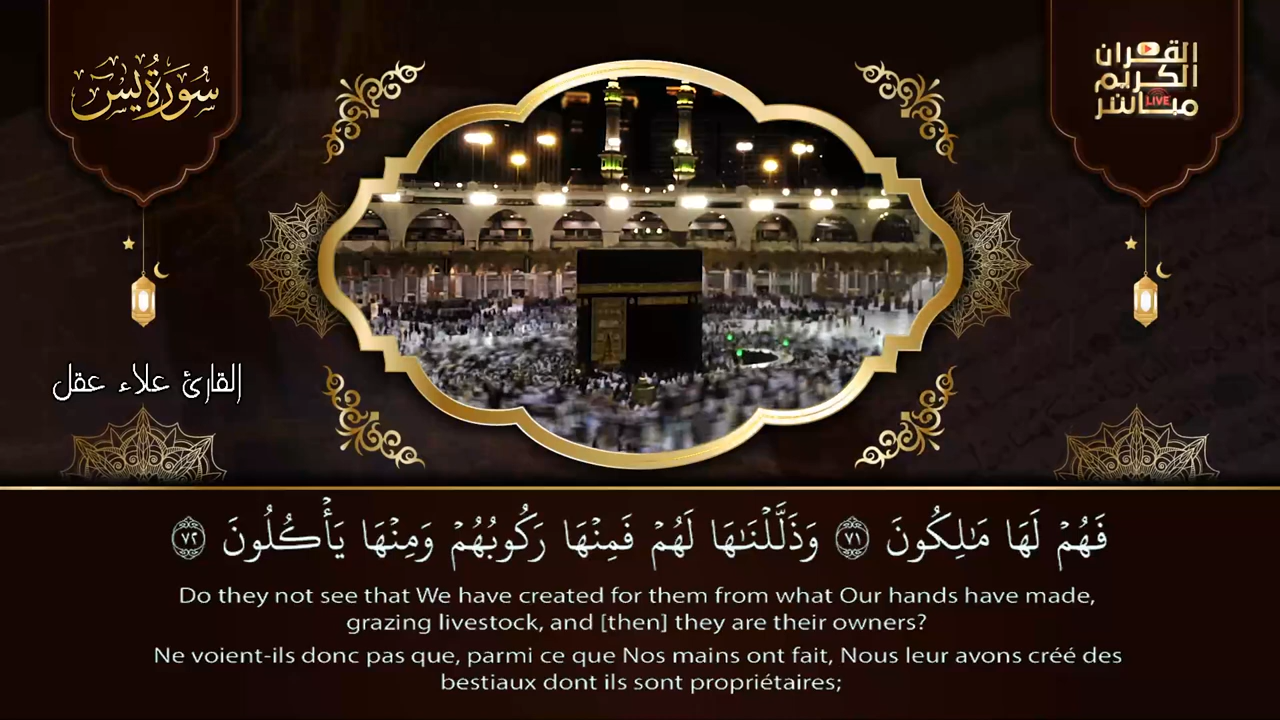 سُورَةُ يسٓ
القرآن
الكريم
مباشر
LIVE
القارئ علاء عقل
فَهُمْ لَهَا مَٰلِكُونَ ٧١ وَذَلَّلْنَٰهَا لَهُمْ فَمِنْهَا رَكُوبُهُمْ وَمِنْهَا يَأْكُلُونَ ٧٢
Do they not see that We have created for them from what Our hands have made,
grazing livestock, and [then] they are their owners?
Ne voient-ils donc pas que, parmi ce que Nos mains ont fait, Nous leur avons créé des
bestiaux dont ils sont propriétaires;